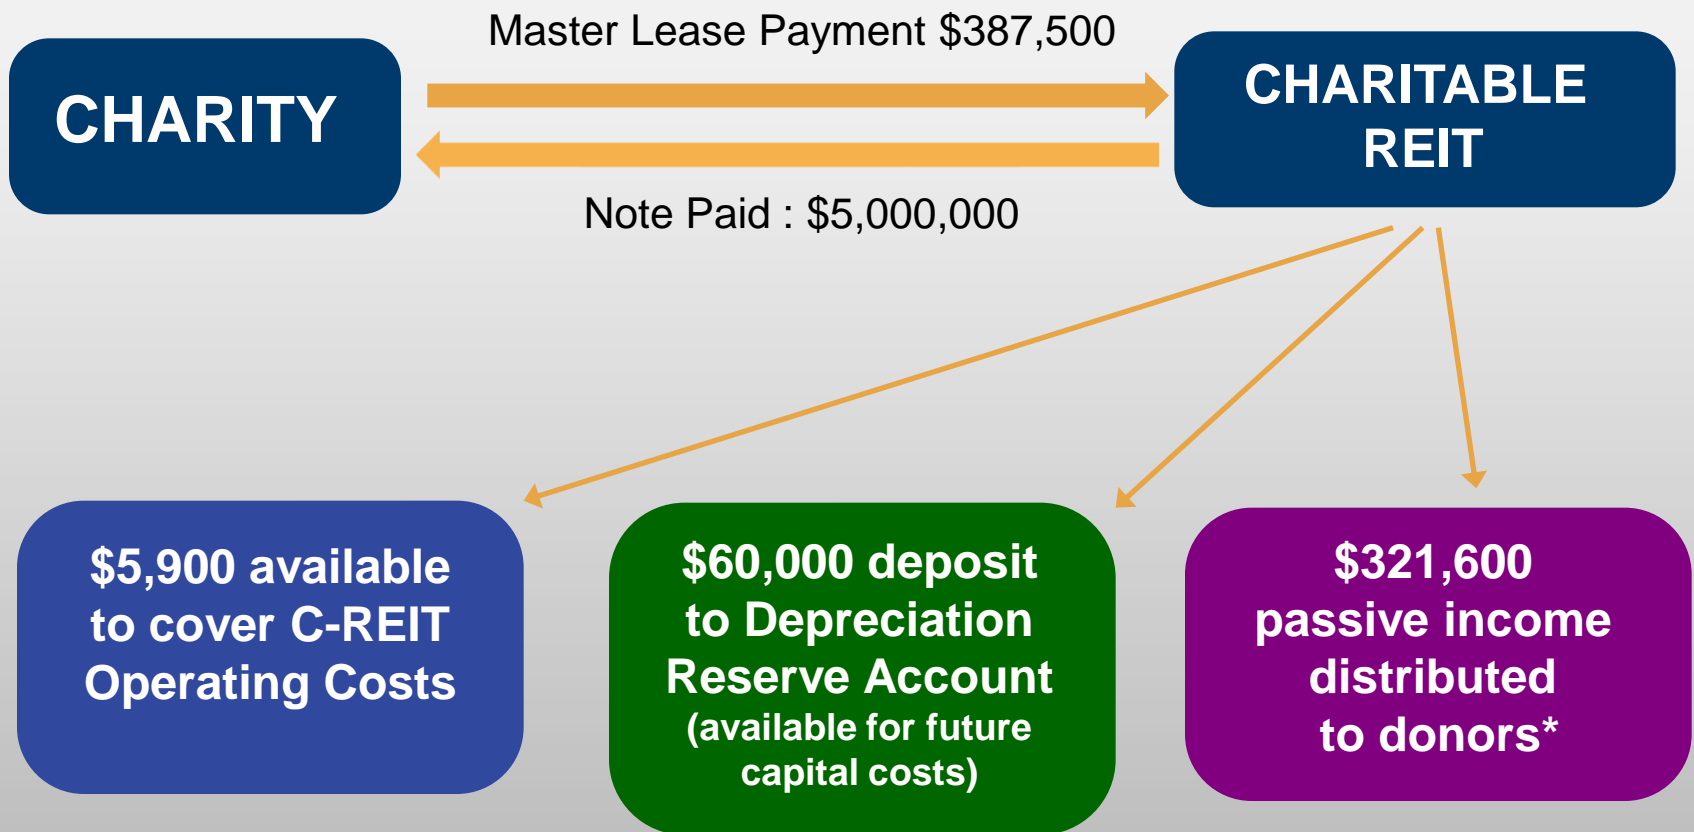 Master Lease Payment $387,500
CHARITY
CHARITABLE
REIT
Note Paid : $5,000,000
$5,900 available
to cover C-REIT
Operating Costs
$60,000 deposit
to Depreciation
Reserve Account
(available for future
capital costs)
$321,600
passive income
distributed
to donors*